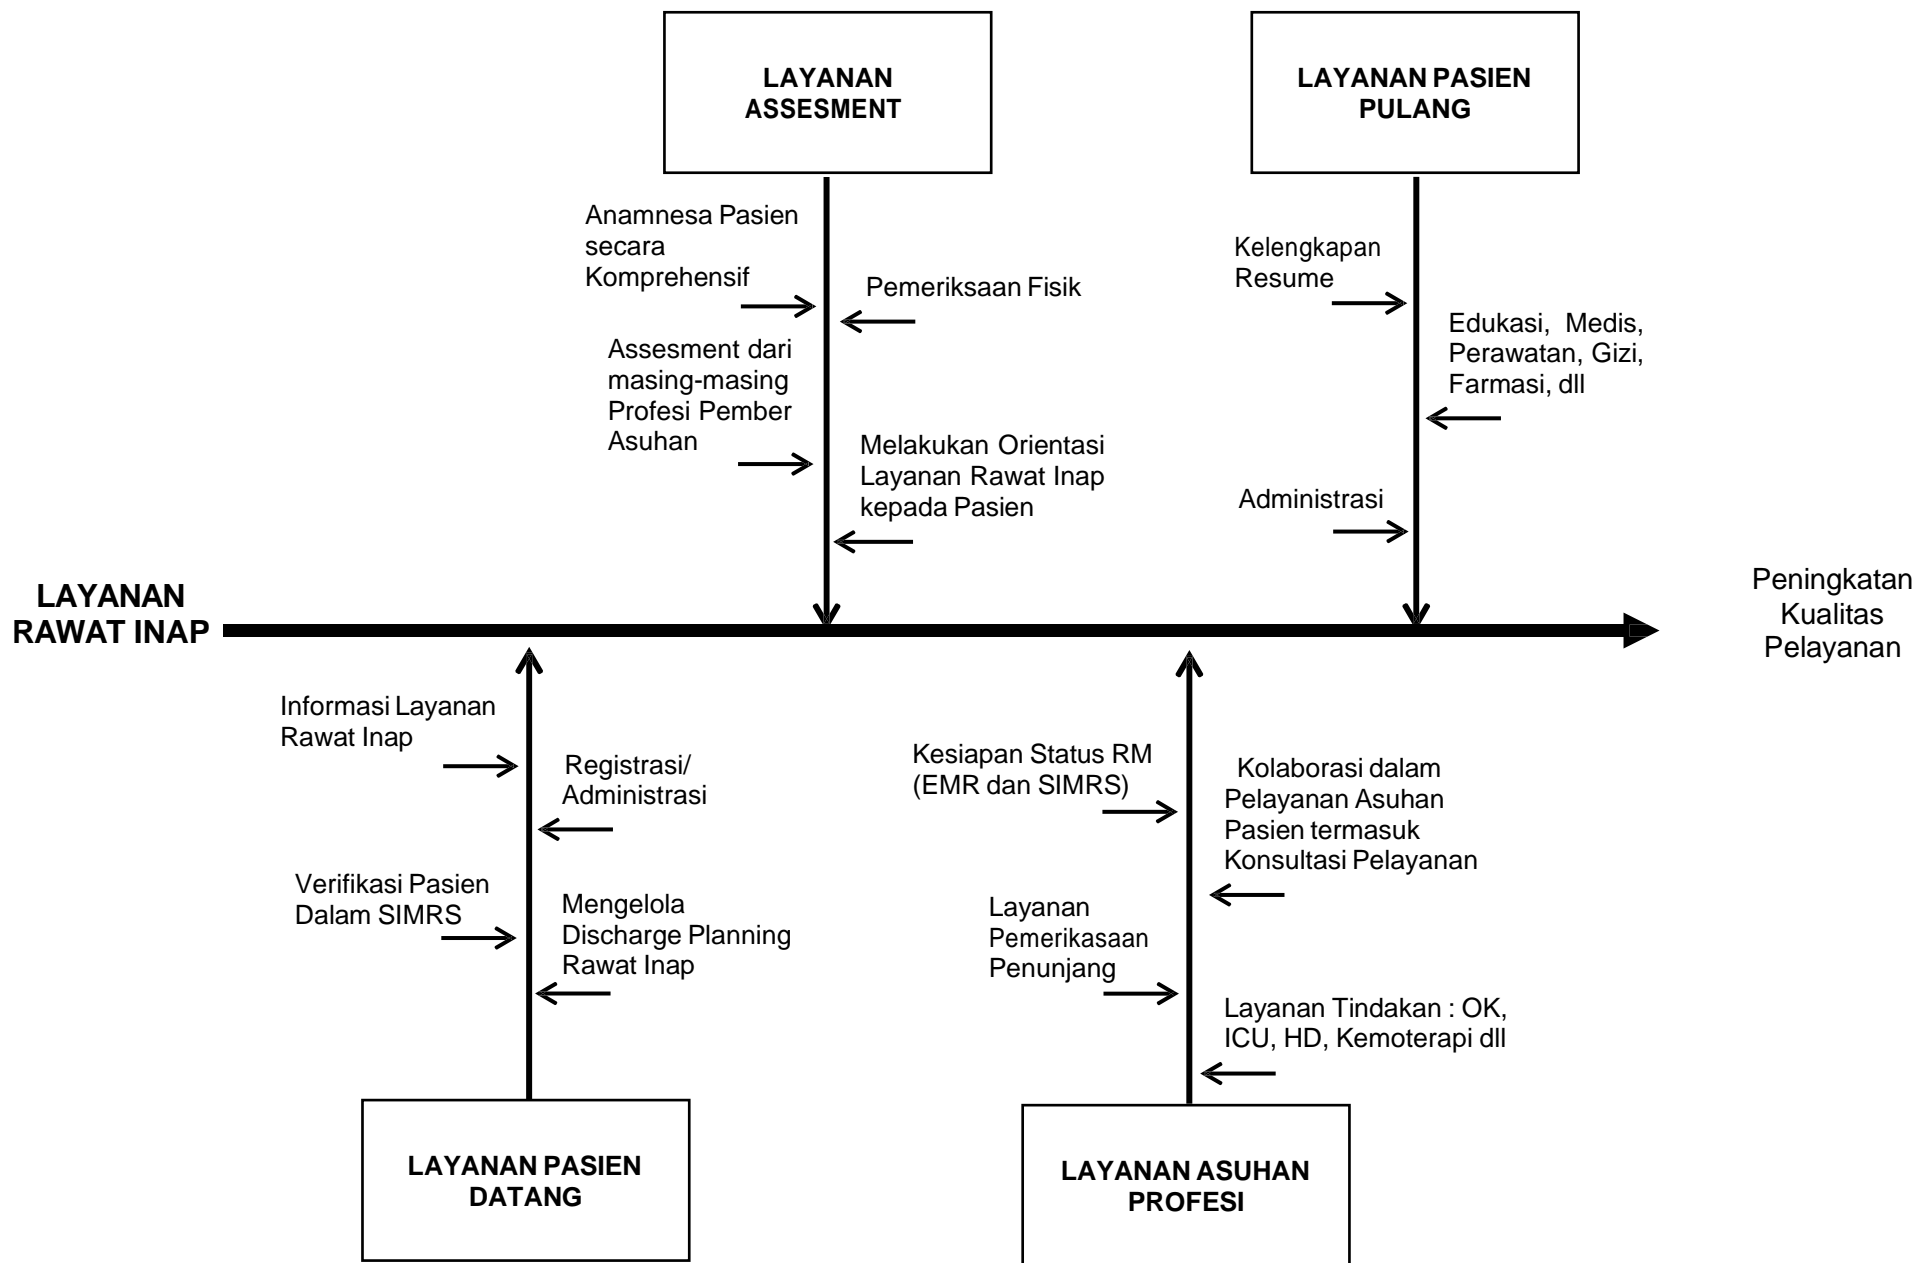 LAYANAN
ASSESMENT
LAYANAN PASIEN
PULANG
Anamnesa Pasien
secara
Komprehensif
Pemeriksaan Fisik
Assesment dari
masing-masing
Profesi Pember
Asuhan
Melakukan Orientasi
Layanan Rawat Inap
kepada Pasien
Kelengkapan
Resume
Edukasi, Medis,
Perawatan, Gizi,
Farmasi, dll
Administrasi
LAYANAN
RAWAT INAP
Peningkatan
Kualitas
Pelayanan
Informasi Layanan
Rawat Inap
Registrasi/
Administrasi
Verifikasi Pasien
Dalam SIMRS
Mengelola
Discharge Planning
Rawat Inap
Kesiapan Status RM
(EMR dan SIMRS)
Kolaborasi dalam
Pelayanan Asuhan
Pasien termasuk
Konsultasi Pelayanan
Layanan
Pemerikasaan
Penunjang
Layanan Tindakan : OK,
ICU, HD, Kemoterapi dll
LAYANAN PASIEN
DATANG
LAYANAN ASUHAN
PROFESI